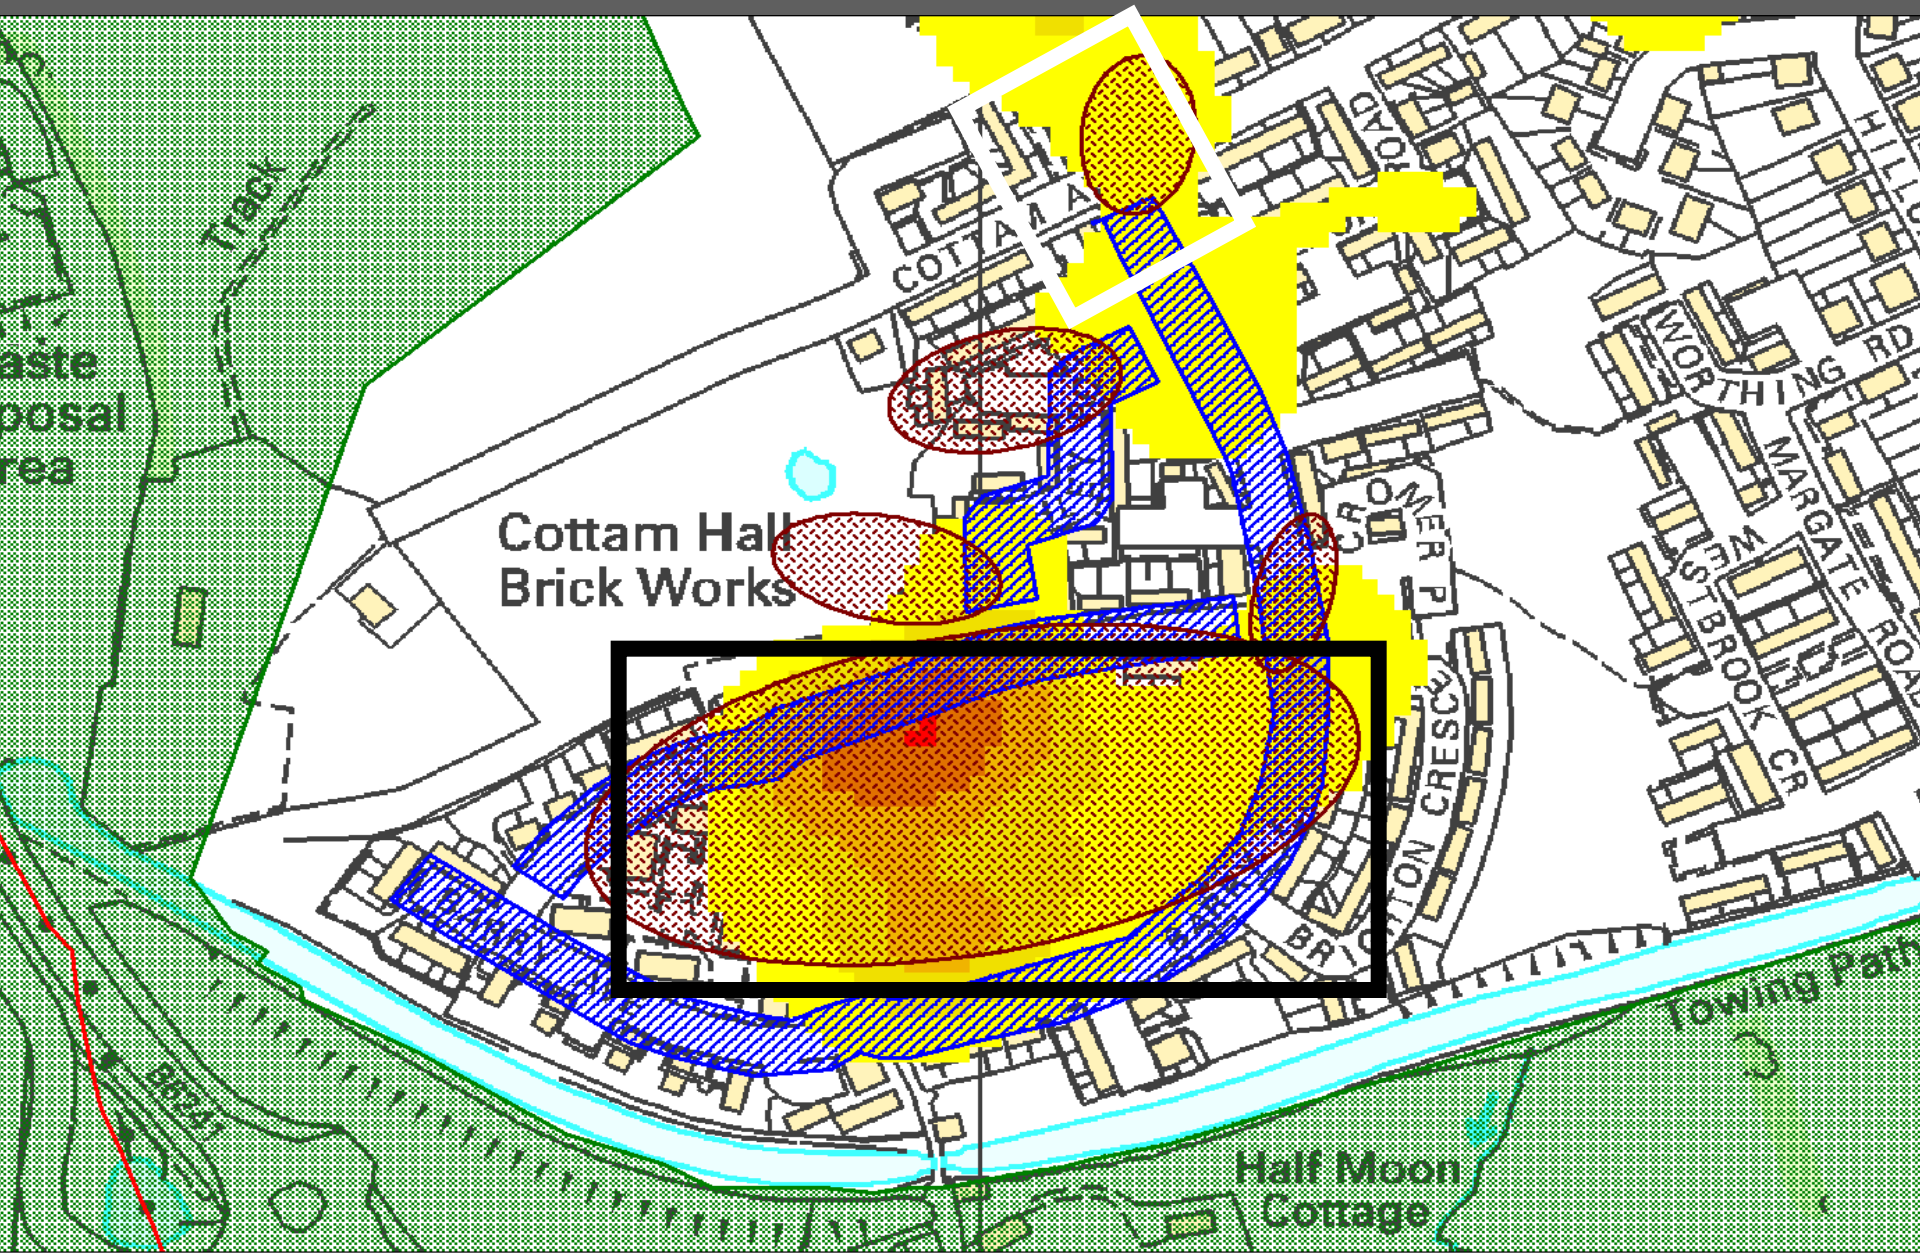 Track
aste
posal
rea
COTTAM A
ROAD
HILL
WORTHING RD
MARGATE ROA
WESTBROOK CR
CROMER P
Cottam Hall
Brick Works
BRIGHTON CRESC
B6241
Towing Path
Half Moon
Cottage